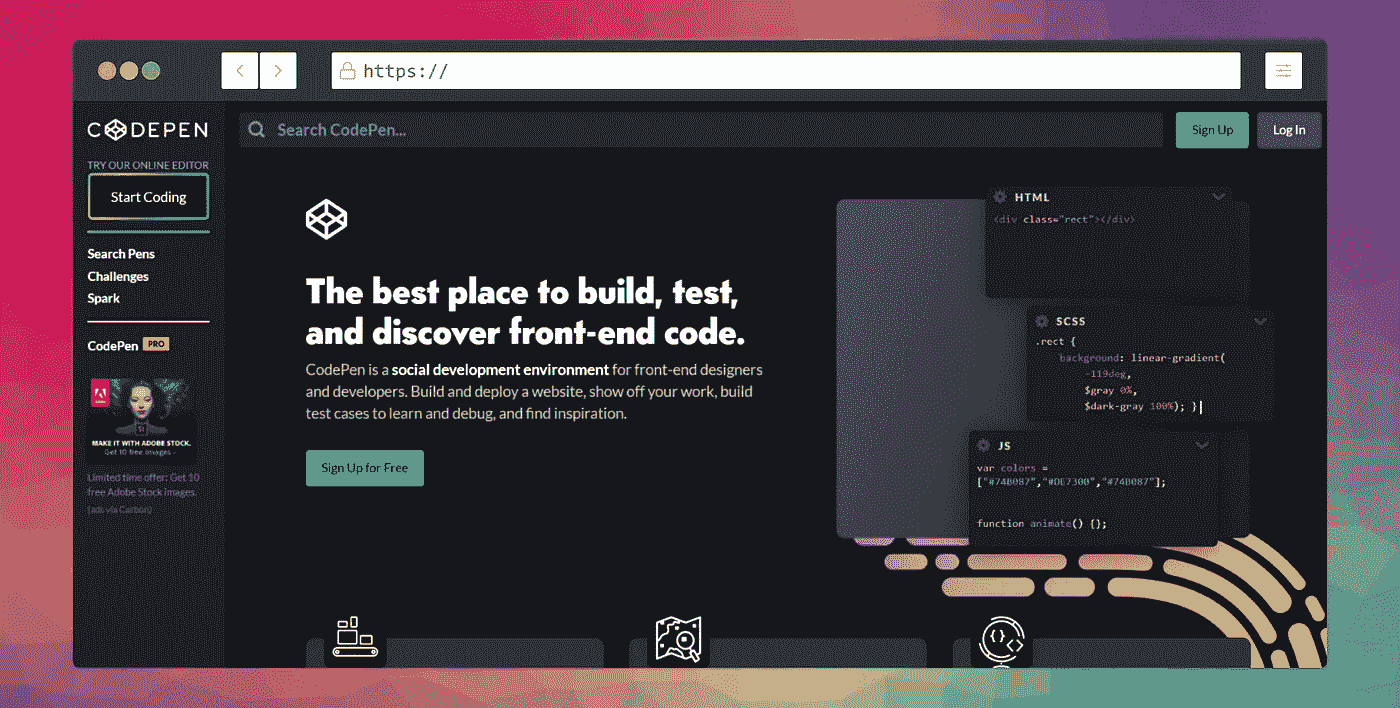 https://
CODEPEN
Search CodePen...
Sign Up
Log In
TRY OUR ONLINE EDITOR
Start Coding
Search Pens
Challenges
Spark
CodePen PRO
MAKE IT WITH ADOBE STOCK.
Get 10 free images -
Limited time offer: Get 10
free Adobe Stock images.
(ads via Carbon)
The best place to build, test,
and discover front-end code.
CodePen is a social development environment for front-end designers
and developers. Build and deploy a website, show off your work, build
test cases to learn and debug, and find inspiration.
Sign Up for Free
HTML
<div class="rect"></div>
SCSS
.rect {
background: linear-gradient(
-119deg,
$gray 0%,
$dark-gray 100%); }
JS
var colors =
["#74B087","#DE7300","#74B087"];
function animate() {};